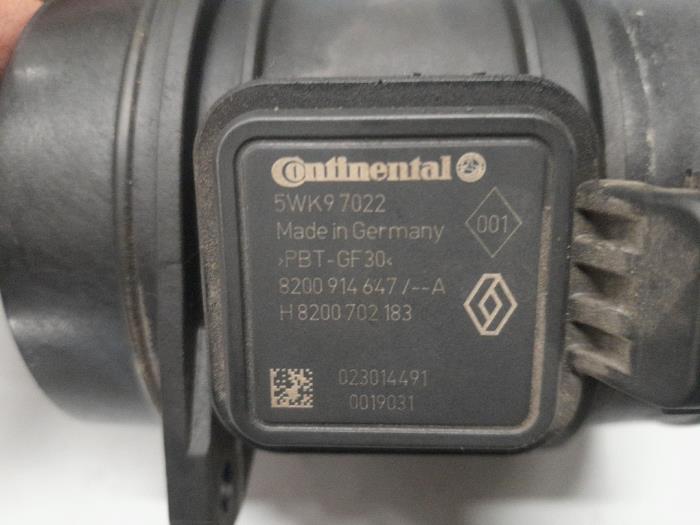 Continental
5WK9 7022
Made in Germany
001
>PBT-GF30<
8200 914 647 /--A
H 8200 702 183
023014491
0019031